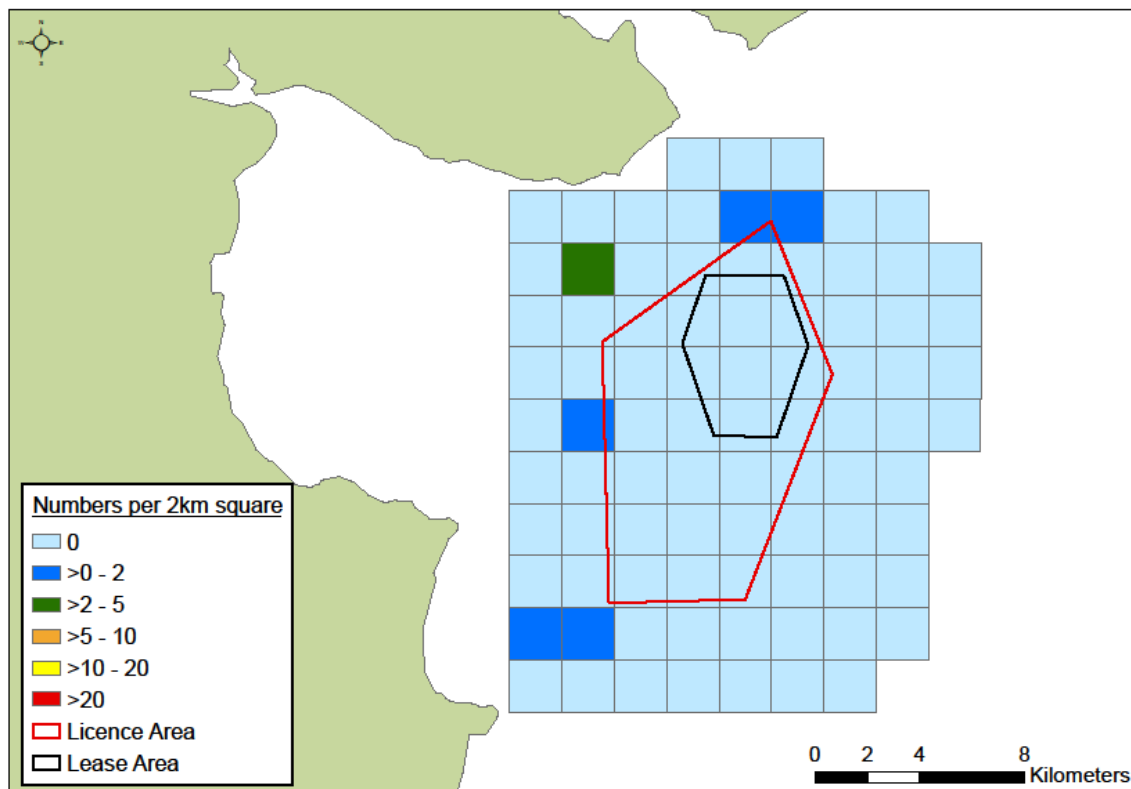 N
W E
S
Numbers per 2km square
0
>0 - 2
>2 - 5
>5 - 10
>10 - 20
>20
Licence Area
Lease Area
0 2 4 8
Kilometers